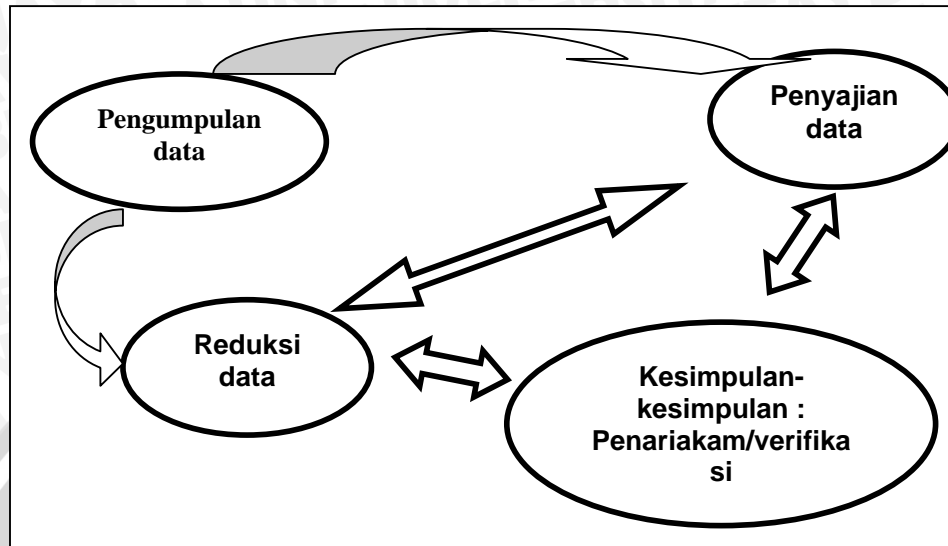 Pengumpulan
data
Penyajian
data
Reduksi
data
Kesimpulan-
kesimpulan :
Penariakam/verifika
si